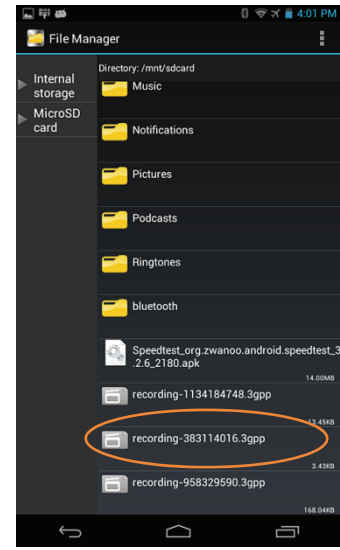 4:01 PM
File Manager
Directory: /mnt/sdcard
Internal
storage
MicroSD
card
Music
Notifications
Pictures
Podcasts
Ringtones
bluetooth
Speedtest_org.zwanoo.android.speedtest_3
.2.6_2180.apk
14.00MB
recording-1134184748.3gpp
13.45KB
recording-383114016.3gpp
3.43KB
recording-958329590.3gpp
168.04KB